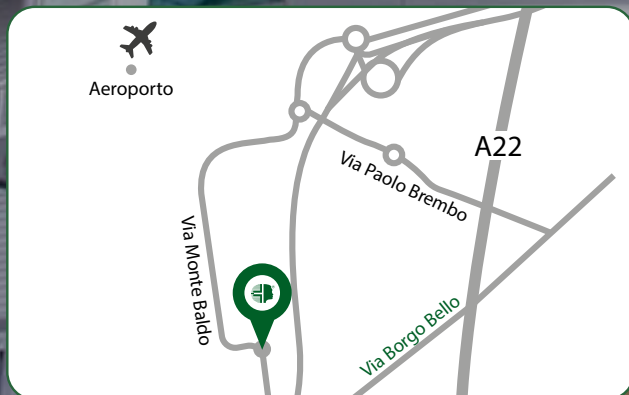 Aeroporto
A22
Via Paolo Brembo
Via Monte Baldo
Via Borgo Bello